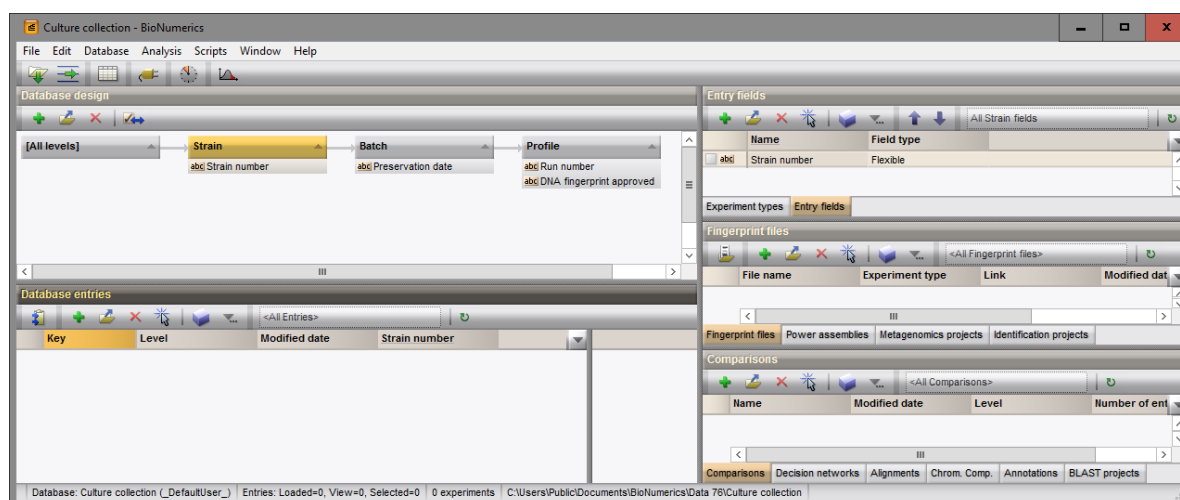 Culture collection - BioNumerics
File Edit Database Analysis Scripts Window Help
Database design
[All levels] Strain Batch Profile
abc Strain number abc Preservation date abc Run number
abc DNA fingerprint approved
Database entries
<All Entries>
Key Level Modified date Strain number
Entry fields
All Strain fields
Name Field type
abc Strain number Flexible
Experiment types Entry fields
Fingerprint files
<All Fingerprint files>
File name Experiment type Link Modified dat
Fingerprint files Power assemblies Metagenomics projects Identification projects
Comparisons
<All Comparisons>
Name Modified date Level Number of ent
Comparisons Decision networks Alignments Chrom. Comp. Annotations BLAST projects
Database: Culture collection (_DefaultUser_) Entries: Loaded=0, View=0, Selected=0 0 experiments C:\Users\Public\Documents\BioNumerics\Data 76\Culture collection